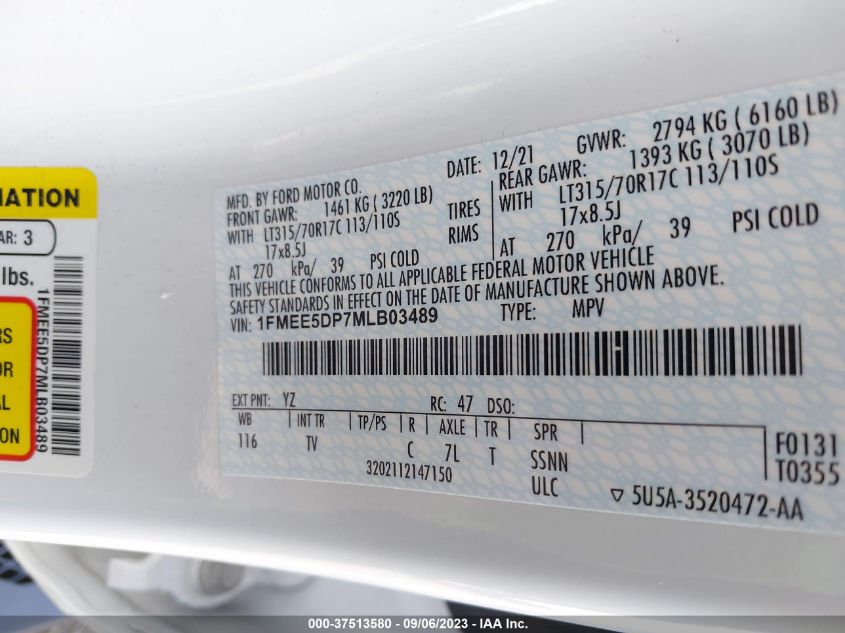 MATION
AR: 3
lbs.
RS
OR
AL
ON
1FMEE5DP7MLB03489
MFD. BY FORD MOTOR CO.
DATE: 12/21
GVWR: 2794 KG ( 6160 LB)
FRONT GAWR: 1461 KG ( 3220 LB)
REAR GAWR: 1393 KG ( 3070 LB)
WITH LT315/70R17C 113/110S TIRES WITH LT315/70R17C 113/110S
17x8.5J RIMS 17x8.5J
AT 270 kPa/ 39 PSI COLD AT 270 kPa/ 39 PSI COLD
THIS VEHICLE CONFORMS TO ALL APPLICABLE FEDERAL MOTOR VEHICLE
SAFETY STANDARDS IN EFFECT ON THE DATE OF MANUFACTURE SHOWN ABOVE.
VIN: 1FMEE5DP7MLB03489 TYPE: MPV
EXT PNT: YZ RC: 47 DSO:
WB INT TR TP/PS R AXLE TR SPR
116 TV C 7L T SSNN
ULC
3202112147150
F0131
T0355
▽ 5U5A-3520472-AA
000-37513580 - 09/06/2023 - IAA Inc.